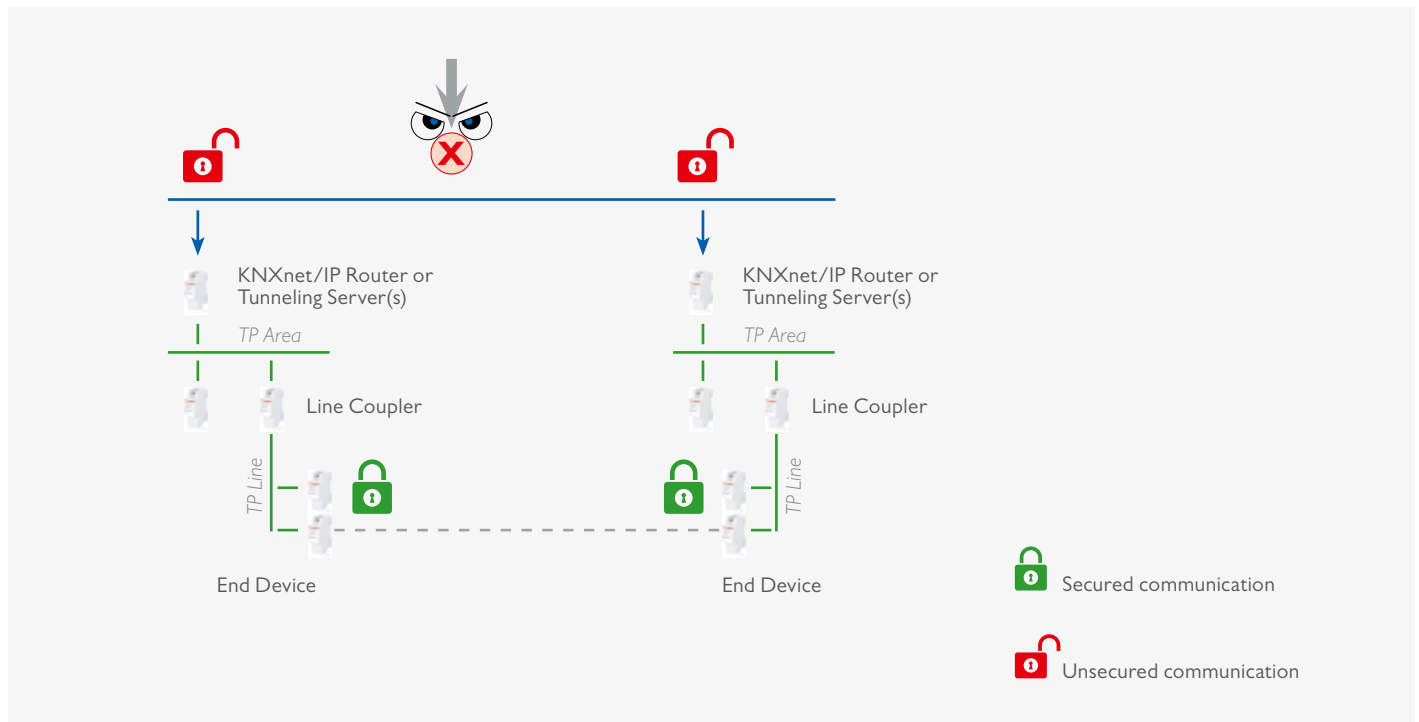 X
KNXnet/IP Router or
Tunneling Server(s)
TP Area
Line Coupler
TP Line
End Device
KNXnet/IP Router or
Tunneling Server(s)
TP Area
Line Coupler
TP Line
End Device
Secured communication
Unsecured communication